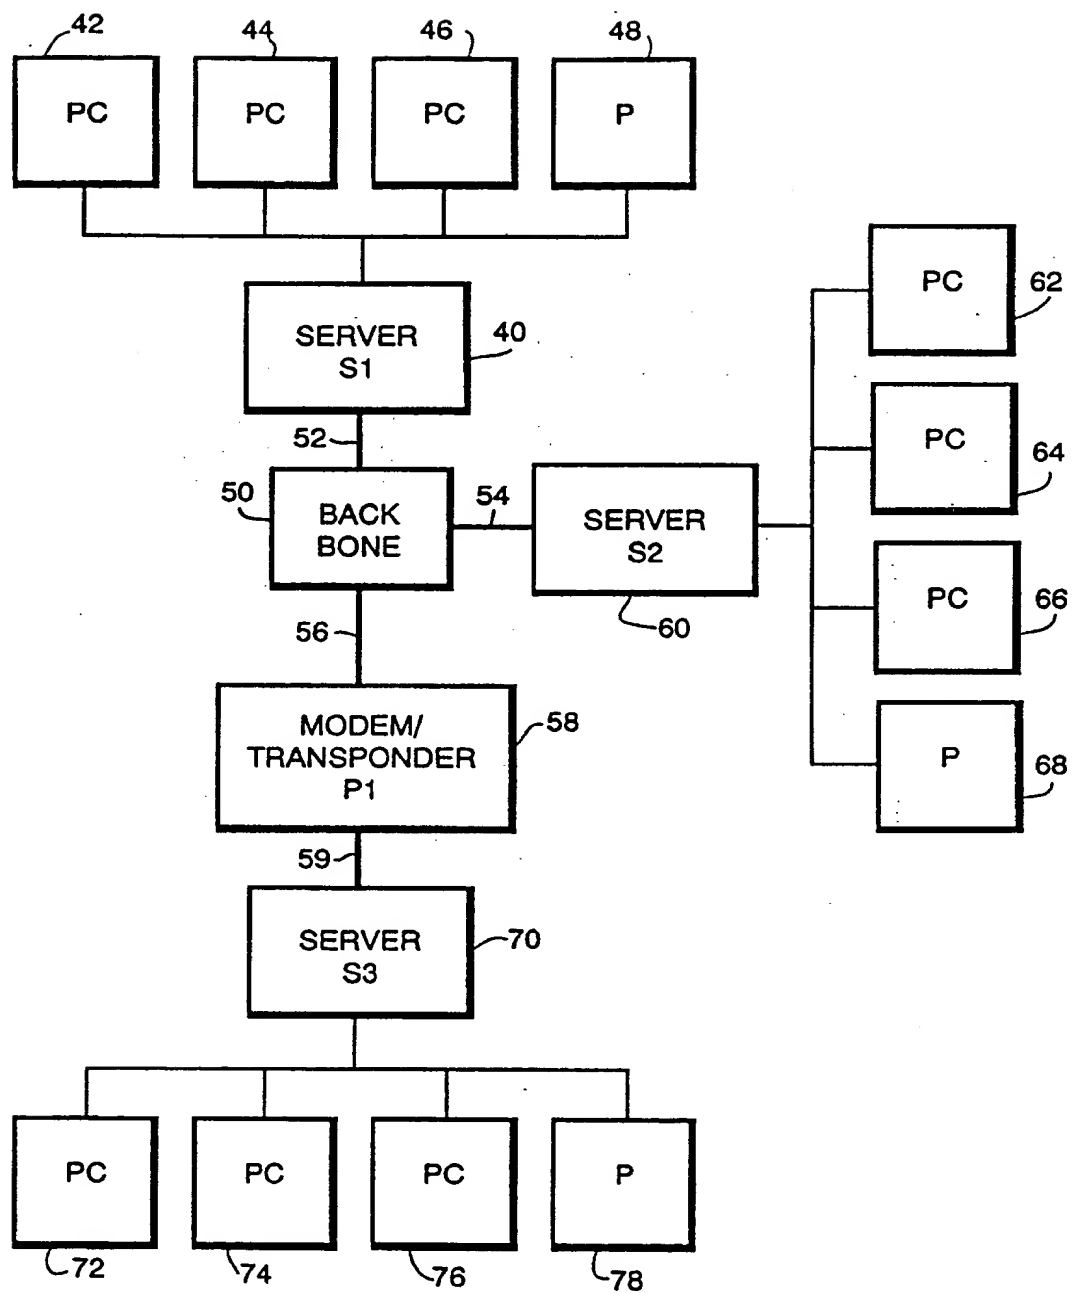 42
44
46
48
PC
PC
PC
P
SERVER
S1
40
52
50
BACK
BONE
54
SERVER
S2
60
PC
62
PC
64
PC
66
P
68
56
MODEM/
TRANSPONDER
P1
58
59
SERVER
S3
70
PC
PC
PC
P
72
74
76
78